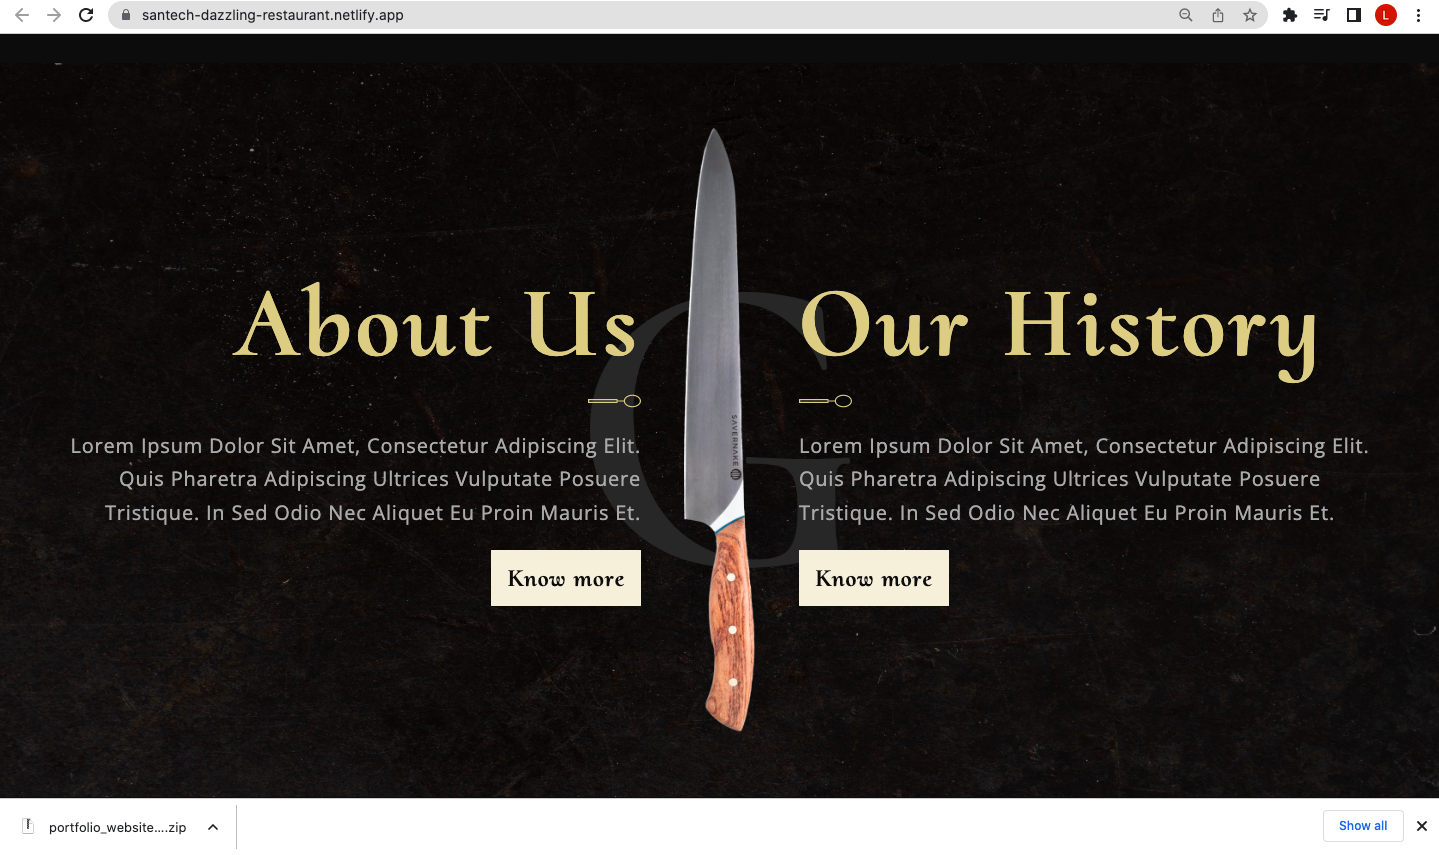 santech-dazzling-restaurant.netlify.app
L
G
About Us
Lorem Ipsum Dolor Sit Amet, Consectetur Adipiscing Elit.
Quis Pharetra Adipiscing Ultrices Vulputate Posuere
Tristique. In Sed Odio Nec Aliquet Eu Proin Mauris Et.
Know more
SAVERNAKE
Our History
Lorem Ipsum Dolor Sit Amet, Consectetur Adipiscing Elit.
Quis Pharetra Adipiscing Ultrices Vulputate Posuere
Tristique. In Sed Odio Nec Aliquet Eu Proin Mauris Et.
Know more
portfolio_website....zip
Show all